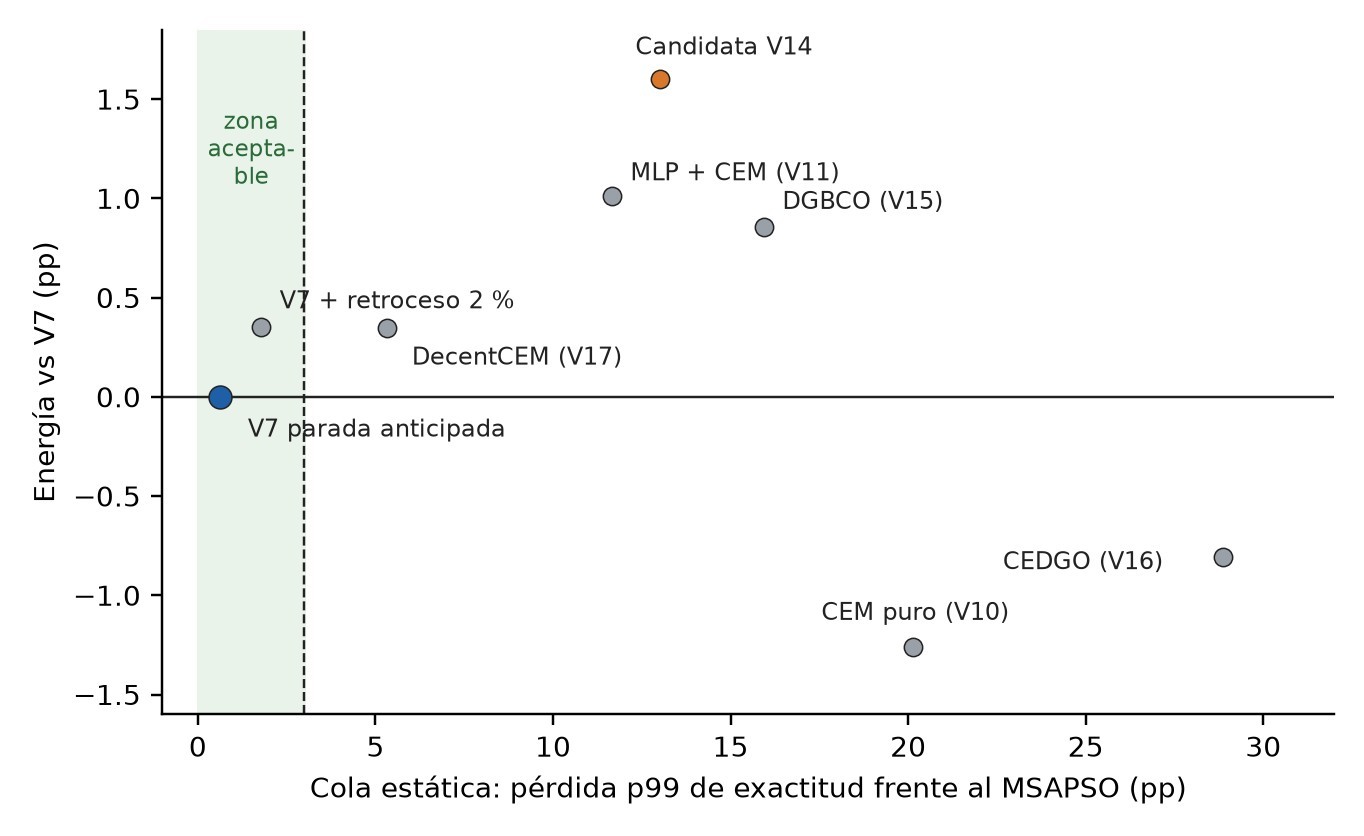 Candidata V14
1.5
zona
acepta-
ble
MLP + CEM (V11)
1.0
DGBCO (V15)
0.5
V7 + retroceso 2 %
DecentCEM (V17)
0.0
V7 parada anticipada
−0.5
CEDGO (V16)
−1.0
CEM puro (V10)
−1.5
Energía vs V7 (pp)
0 5 10 15 20 25 30
Cola estática: pérdida p99 de exactitud frente al MSAPSO (pp)